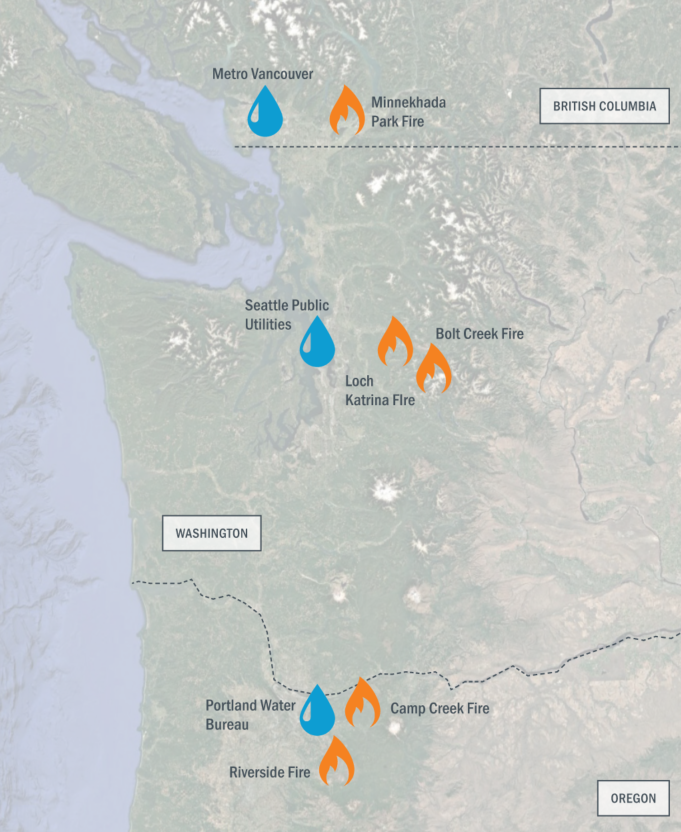 Metro Vancouver
Minnekhada
Park Fire
BRITISH COLUMBIA
Seattle Public
Utilities
Bolt Creek Fire
Loch
Katrina FIre
WASHINGTON
Portland Water
Bureau
Camp Creek Fire
Riverside Fire
OREGON